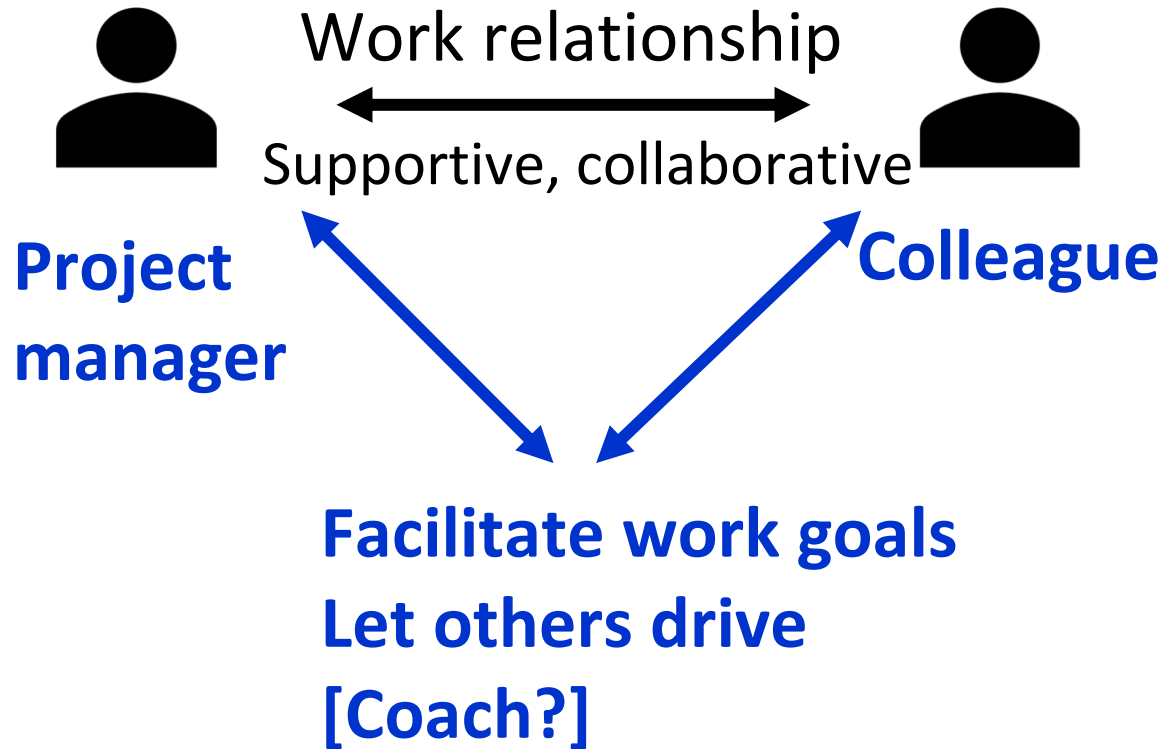 Work relationship
Supportive, collaborative
Project
manager
Colleague
Facilitate work goals
Let others drive
[Coach?]